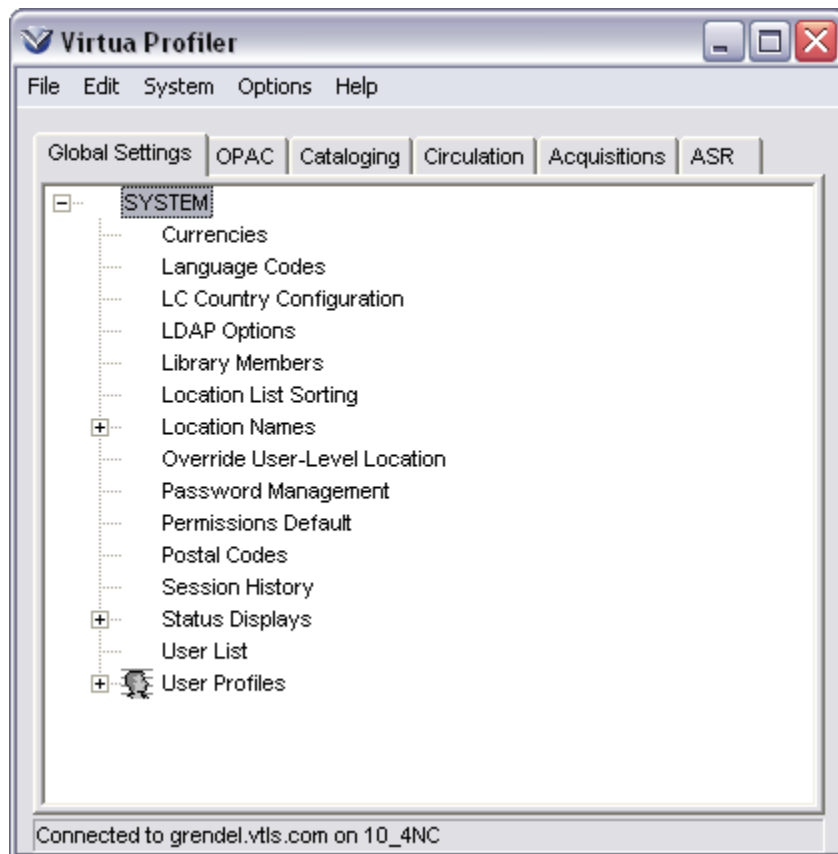 Virtua Profiler
File Edit System Options Help
Global Settings OPAC Cataloging Circulation Acquisitions ASR
SYSTEM
Currencies
Language Codes
LC Country Configuration
LDAP Options
Library Members
Location List Sorting
Location Names
Override User-Level Location
Password Management
Permissions Default
Postal Codes
Session History
Status Displays
User List
User Profiles
Connected to grendel.vtls.com on 10_4NC